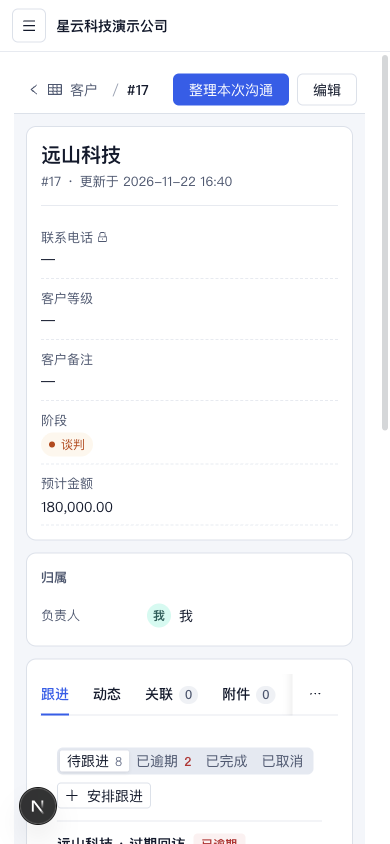 星云科技演示公司
客户 / #17
整理本次沟通
编辑
远山科技
#17 · 更新于 2026-11-22 16:40
联系电话
—
客户等级
—
客户备注
—
阶段
谈判
预计金额
180,000.00
归属
负责人 我 我
跟进 动态 关联 0 附件 0 ···
待跟进 8 已逾期 2 已完成 已取消
安排跟进
N
远山科技 · 过期回访 已逾期